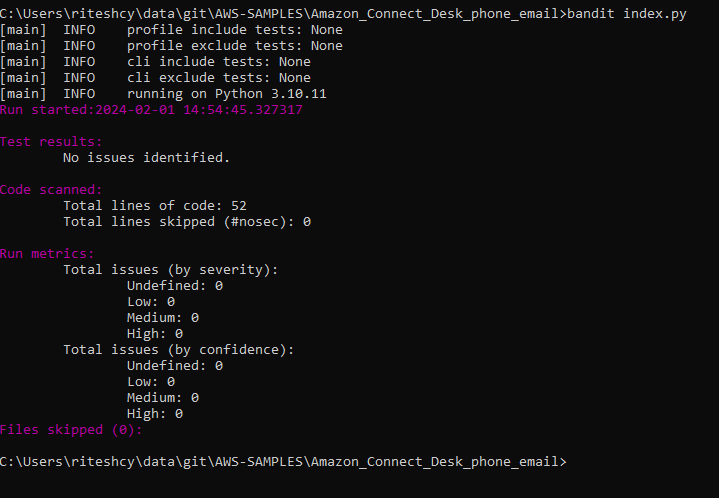 C:\Users\riteshcy\data\git\AWS-SAMPLES\Amazon_Connect_Desk_phone_email>bandit index.py
[main]  INFO    profile include tests: None
[main]  INFO    profile exclude tests: None
[main]  INFO    cli include tests: None
[main]  INFO    cli exclude tests: None
[main]  INFO    running on Python 3.10.11
Run started:2024-02-01 14:54:45.327317
Test results:
        No issues identified.
Code scanned:
        Total lines of code: 52
        Total lines skipped (#nosec): 0
Run metrics:
        Total issues (by severity):
                Undefined: 0
                Low: 0
                Medium: 0
                High: 0
        Total issues (by confidence):
                Undefined: 0
                Low: 0
                Medium: 0
                High: 0
Files skipped (0):
C:\Users\riteshcy\data\git\AWS-SAMPLES\Amazon_Connect_Desk_phone_email>